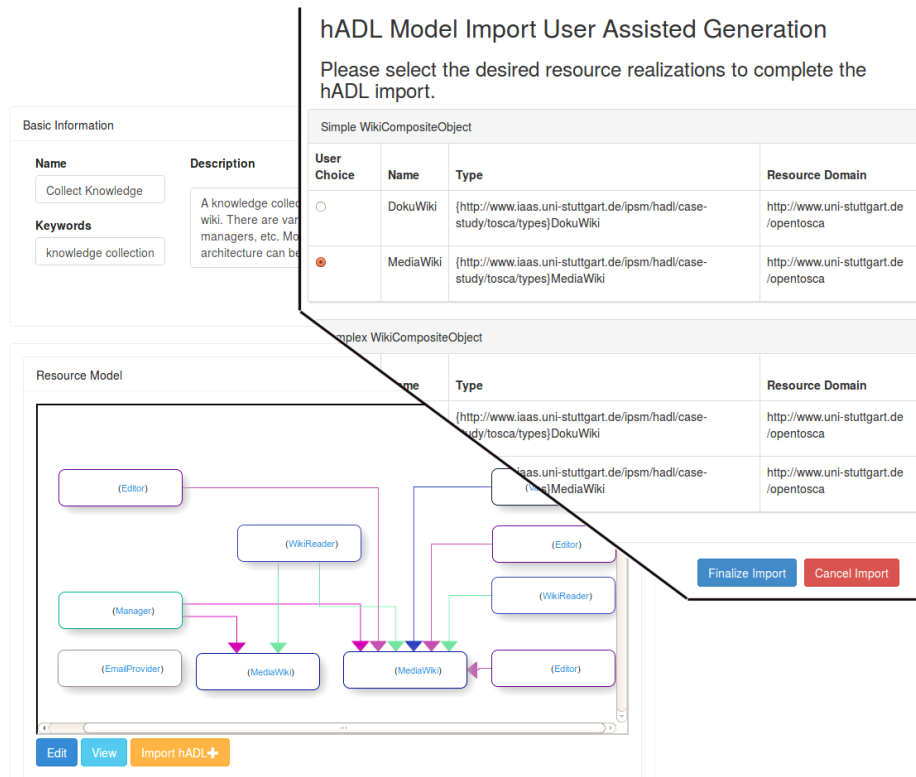 hADL Model Import User Assisted Generation
Please select the desired resource realizations to complete the
hADL import.
Simple WikiCompositeObject
User
Choice
Name
Type
Resource Domain
DokuWiki
{http://www.iaas.uni-stuttgart.de/ipsm/hadl/case-
study/tosca/types}DokuWiki
http://www.uni-stuttgart.de
/opentosca
MediaWiki
{http://www.iaas.uni-stuttgart.de/ipsm/hadl/case-
study/tosca/types}MediaWiki
http://www.uni-stuttgart.de
/opentosca
mplex WikiCompositeObject
me
Type
Resource Domain
{http://www.iaas.uni-stuttgart.de/ipsm/hadl/case-
udy/tosca/types}DokuWiki
http://www.uni-stuttgart.de
/opentosca
iaas.uni-stuttgart.de/ipsm/hadl/case-
s}MediaWiki
http://www.uni-stuttgart.de
/opentosca
Finalize Import
Cancel Import
Basic Information
Name
Collect Knowledge
Keywords
knowledge collection
Description
A knowledge collec
wiki. There are var
managers, etc. Mo
architecture can be
Resource Model
(Editor)
(WikiReader)
(Editor)
(WikiReader)
(Manager)
(EmailProvider)
(MediaWiki)
(MediaWiki)
(Editor)
Edit
View
Import hADL+